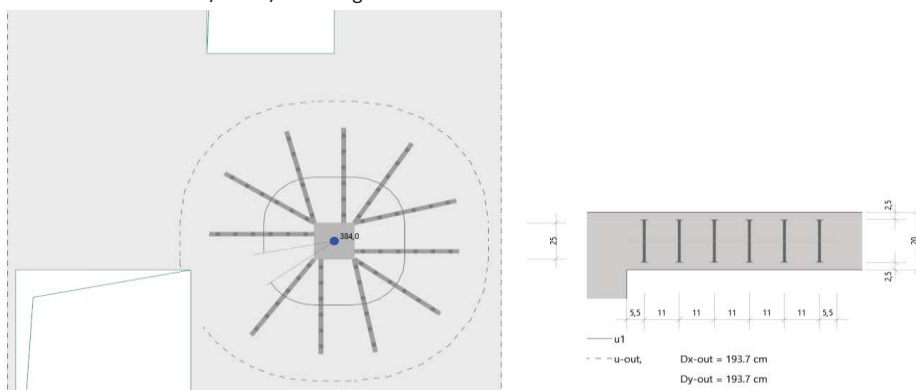 384,0
2,5
25
20
2,5
5,5 11 11 11 11 11 5,5
u1
u-out, Dx-out = 193.7 cm
Dy-out = 193.7 cm